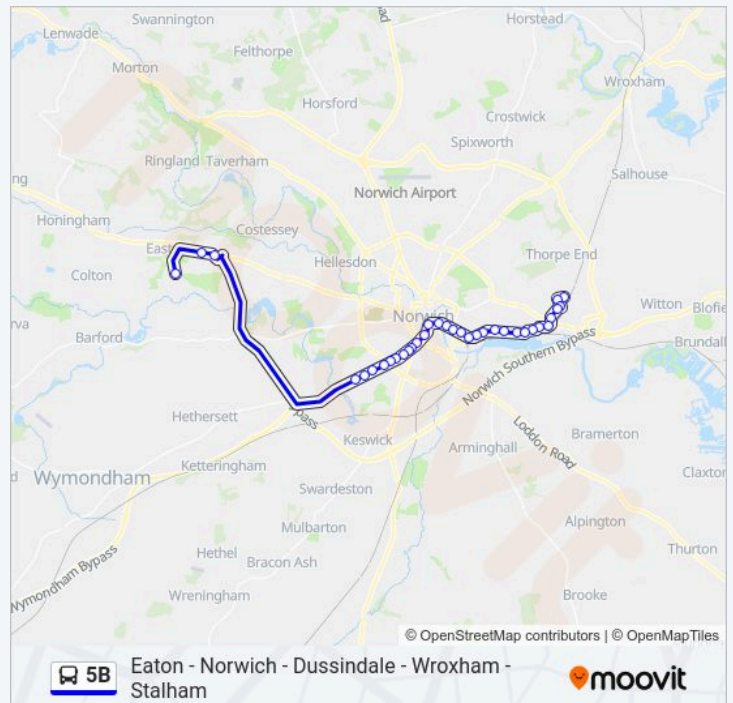 Swannington
Horstead
Lenwade
Felthorpe
Morton
Wroxham
Horsford
Crostwick
Spixworth
Ringland Taverham
Salhouse
Norwich Airport
Honingham
Costessey
East
Hellesdon
Thorpe End
Colton
Witton
Blofie
Norwich
Barford
Brundall
Norwich Southern Bypass
Hethersett
pass
Keswick
Loddon Road
Bramerton
Arminghall
Ketteringham
Wymondham
Claxton
Swardeston
Mulbarton
Alpington
Hethel
Thurton
Bracon Ash
Wymondham Bypass
Wreningham
Brooke
© OpenStreetMap contributors | © OpenMapTiles
5B
Eaton - Norwich - Dussindale - Wroxham -
Stalham
moovit